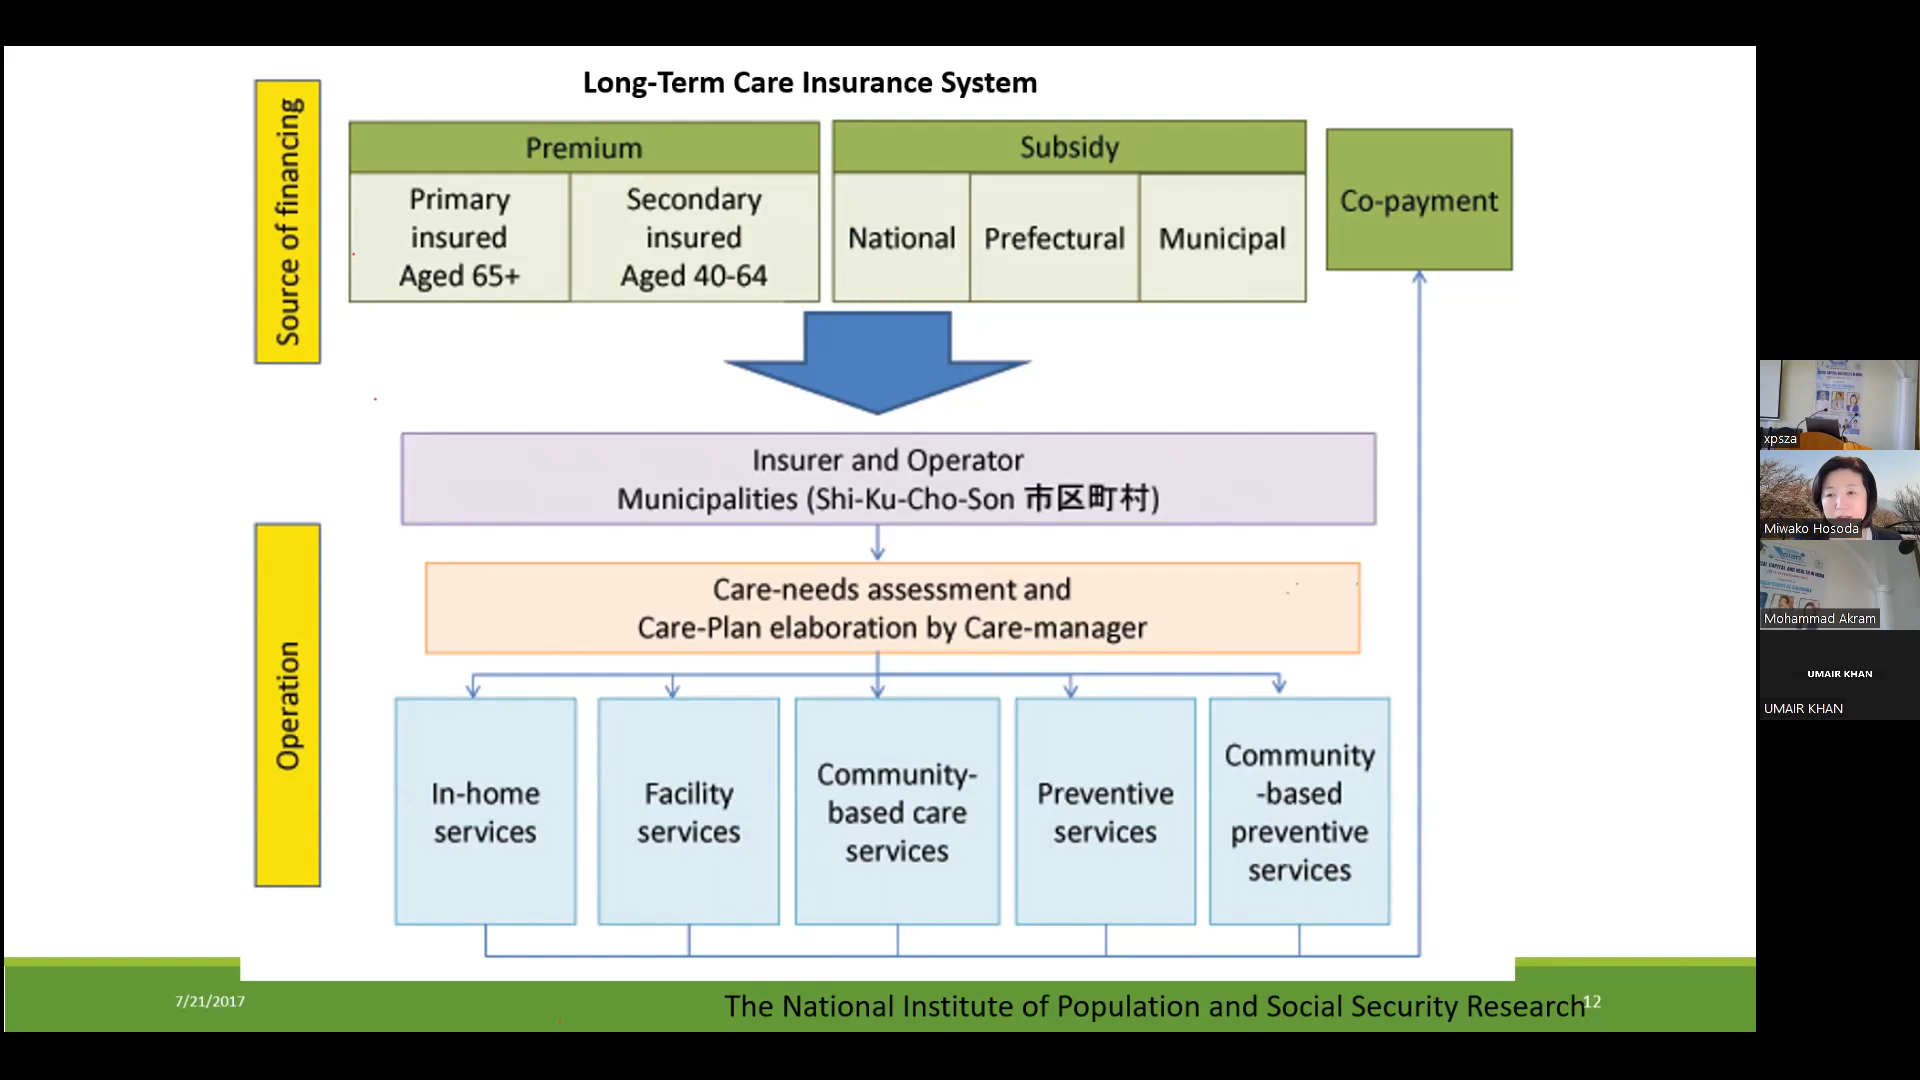 Long-Term Care Insurance System
Source of financing
Premium
Subsidy
Co-payment
Primary
insured
Aged 65+
Secondary
insured
Aged 40-64
National
Prefectural
Municipal
Insurer and Operator
Municipalities (Shi-Ku-Cho-Son 市区町村)
Operation
Care-needs assessment and
Care-Plan elaboration by Care-manager
In-home
services
Facility
services
Community-
based care
services
Preventive
services
Community
-based
preventive
services
7/21/2017
The National Institute of Population and Social Security Research
12
xpsza
Miwako Hosoda
Mohammad Akram
UMAIR KHAN
UMAIR KHAN